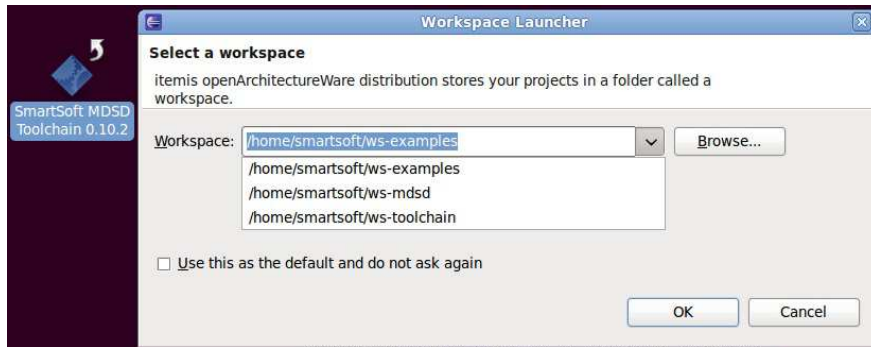 Workspace Launcher
Select a workspace
itemis openArchitectureWare distribution stores your projects in a folder called a
workspace.
SmartSoft MDSD
Toolchain 0.10.2
Workspace: /home/smartsoft/ws-examples Browse...
/home/smartsoft/ws-examples
/home/smartsoft/ws-mdsd
/home/smartsoft/ws-toolchain
Use this as the default and do not ask again
OK Cancel